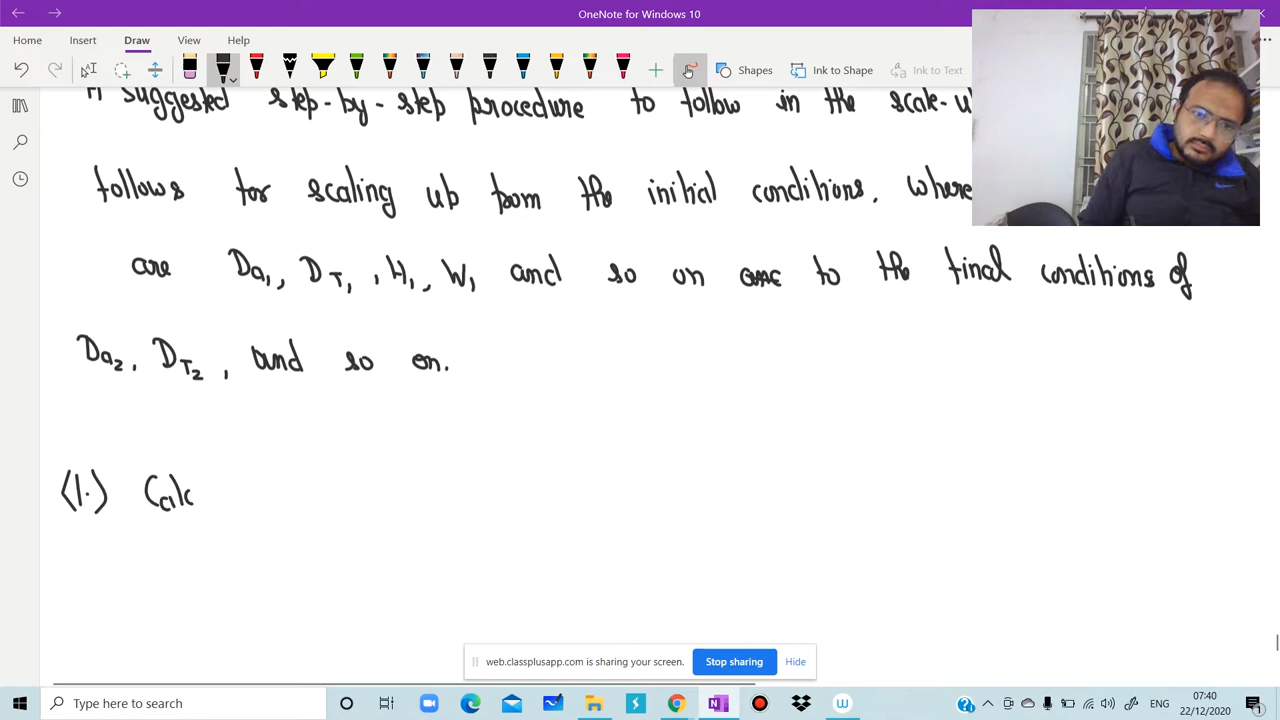 OneNote for Windows 10
Home Insert Draw View Help
Shapes Ink to Shape Ink to Text
A suggested step-by-step procedure to follow in the scale-u
follows for scaling up from the initial conditions, where
are Da1, DT1, H1, W1 and so on to the final conditions of
Da2, DT2, and so on.
(1.) Calc
web.classplusapp.com is sharing your screen. Stop sharing Hide
Type here to search
ENG 07:40 22/12/2020